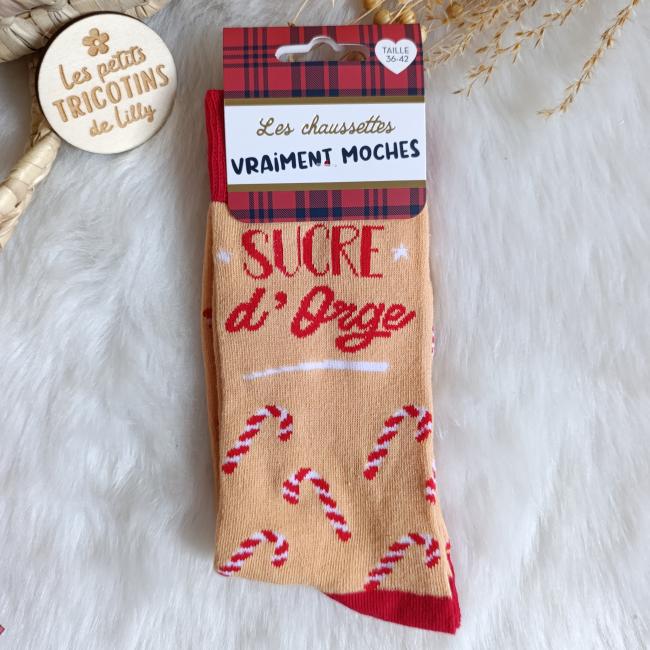 Les petits
TRICOTINS
de Lilly
TAILLE
36-42
Les chaussettes
VRAiMENT MOCHES
SUCRE
d'Orge